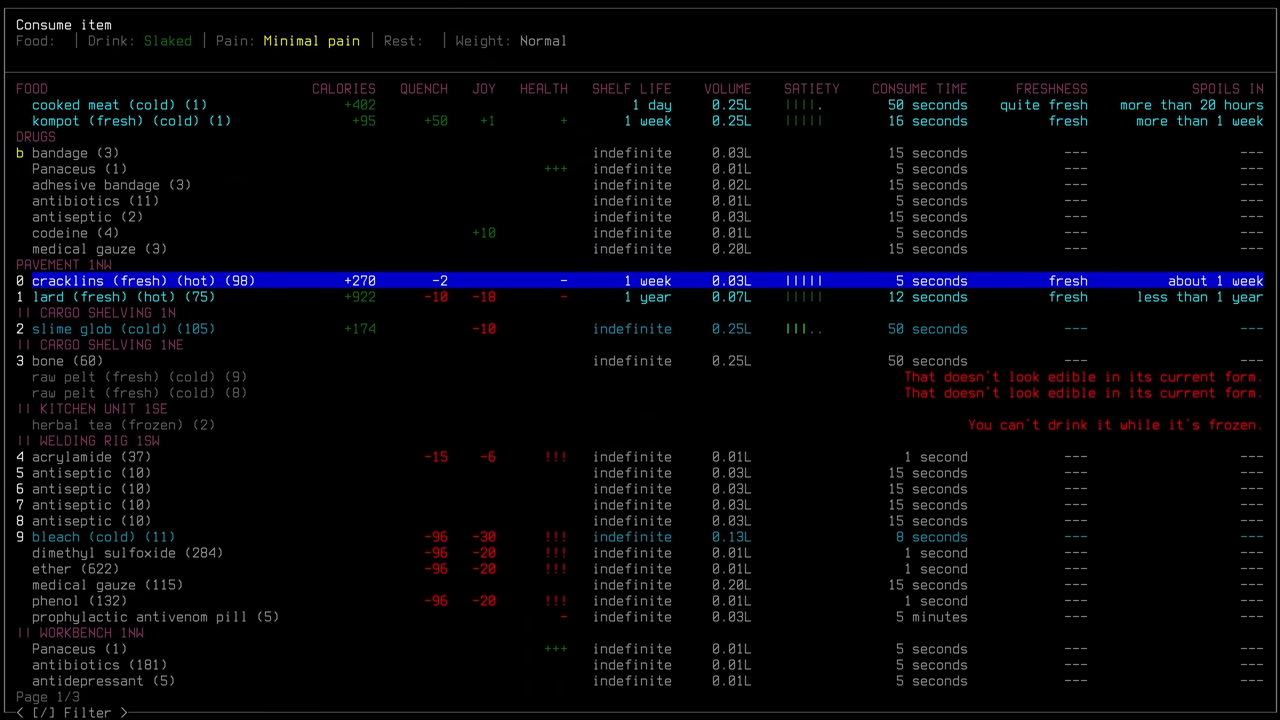 Consume item
Food: | Drink: Slaked | Pain: Minimal pain | Rest: | Weight: Normal
FOOD CALORIES QUENCH JOY HEALTH SHELF LIFE VOLUME SATIETY CONSUME TIME FRESHNESS SPOILS IN
cooked meat (cold) (1) +402 1 day 0.25L ||||. 50 seconds quite fresh more than 20 hours
kompot (fresh) (cold) (1) +95 +50 +1 + 1 week 0.25L ||||| 16 seconds fresh more than 1 week
DRUGS
b bandage (3) indefinite 0.03L 15 seconds --- ---
Panaceus (1) +++ indefinite 0.01L 5 seconds --- ---
adhesive bandage (3) indefinite 0.02L 15 seconds --- ---
antibiotics (11) indefinite 0.01L 5 seconds --- ---
antiseptic (2) indefinite 0.03L 15 seconds --- ---
codeine (4) +10 indefinite 0.01L 5 seconds --- ---
medical gauze (3) indefinite 0.20L 15 seconds --- ---
PAVEMENT 1NW
0 cracklins (fresh) (hot) (98) +270 -2 - 1 week 0.03L ||||| 5 seconds fresh about 1 week
1 lard (fresh) (hot) (75) +922 -10 -18 - 1 year 0.07L ||||| 12 seconds fresh less than 1 year
|| CARGO SHELVING 1N
2 slime glob (cold) (105) +174 -10 indefinite 0.25L |||.. 50 seconds --- ---
|| CARGO SHELVING 1NE
3 bone (60) indefinite 0.25L 50 seconds --- ---
raw pelt (fresh) (cold) (9) That doesn't look edible in its current form.
raw pelt (fresh) (cold) (8) That doesn't look edible in its current form.
|| KITCHEN UNIT 1SE
herbal tea (frozen) (2) You can't drink it while it's frozen.
|| WELDING RIG 1SW
4 acrylamide (37) -15 -6 !!! indefinite 0.01L 1 second --- ---
5 antiseptic (10) indefinite 0.03L 15 seconds --- ---
6 antiseptic (10) indefinite 0.03L 15 seconds --- ---
7 antiseptic (10) indefinite 0.03L 15 seconds --- ---
8 antiseptic (10) indefinite 0.03L 15 seconds --- ---
9 bleach (cold) (11) -96 -30 !!! indefinite 0.13L 8 seconds --- ---
dimethyl sulfoxide (284) -96 -20 !!! indefinite 0.01L 1 second --- ---
ether (622) -96 -20 !!! indefinite 0.01L 1 second --- ---
medical gauze (115) indefinite 0.20L 15 seconds --- ---
phenol (132) -96 -20 !!! indefinite 0.01L 1 second --- ---
prophylactic antivenom pill (5) - indefinite 0.03L 5 minutes --- ---
|| WORKBENCH 1NW
Panaceus (1) +++ indefinite 0.01L 5 seconds --- ---
antibiotics (181) indefinite 0.01L 5 seconds --- ---
antidepressant (5) indefinite 0.01L 5 seconds --- ---
Page 1/3
< [/] Filter >